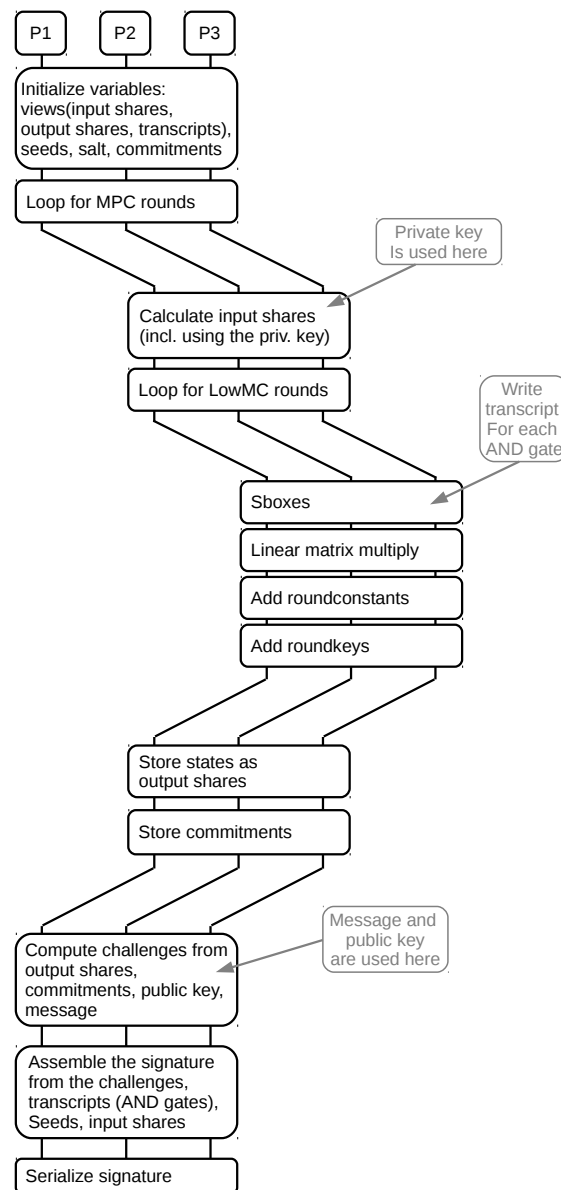 P1 P2 P3
Initialize variables:
views(input shares,
output shares, transcripts),
seeds, salt, commitments
Loop for MPC rounds
Private key
Is used here
Calculate input shares
(incl. using the priv. key)
Loop for LowMC rounds
Write
transcript
For each
AND gate
Sboxes
Linear matrix multiply
Add roundconstants
Add roundkeys
Store states as
output shares
Store commitments
Message and
public key
are used here
Compute challenges from
output shares,
commitments, public key,
message
Assemble the signature
from the challenges,
transcripts (AND gates),
Seeds, input shares
Serialize signature